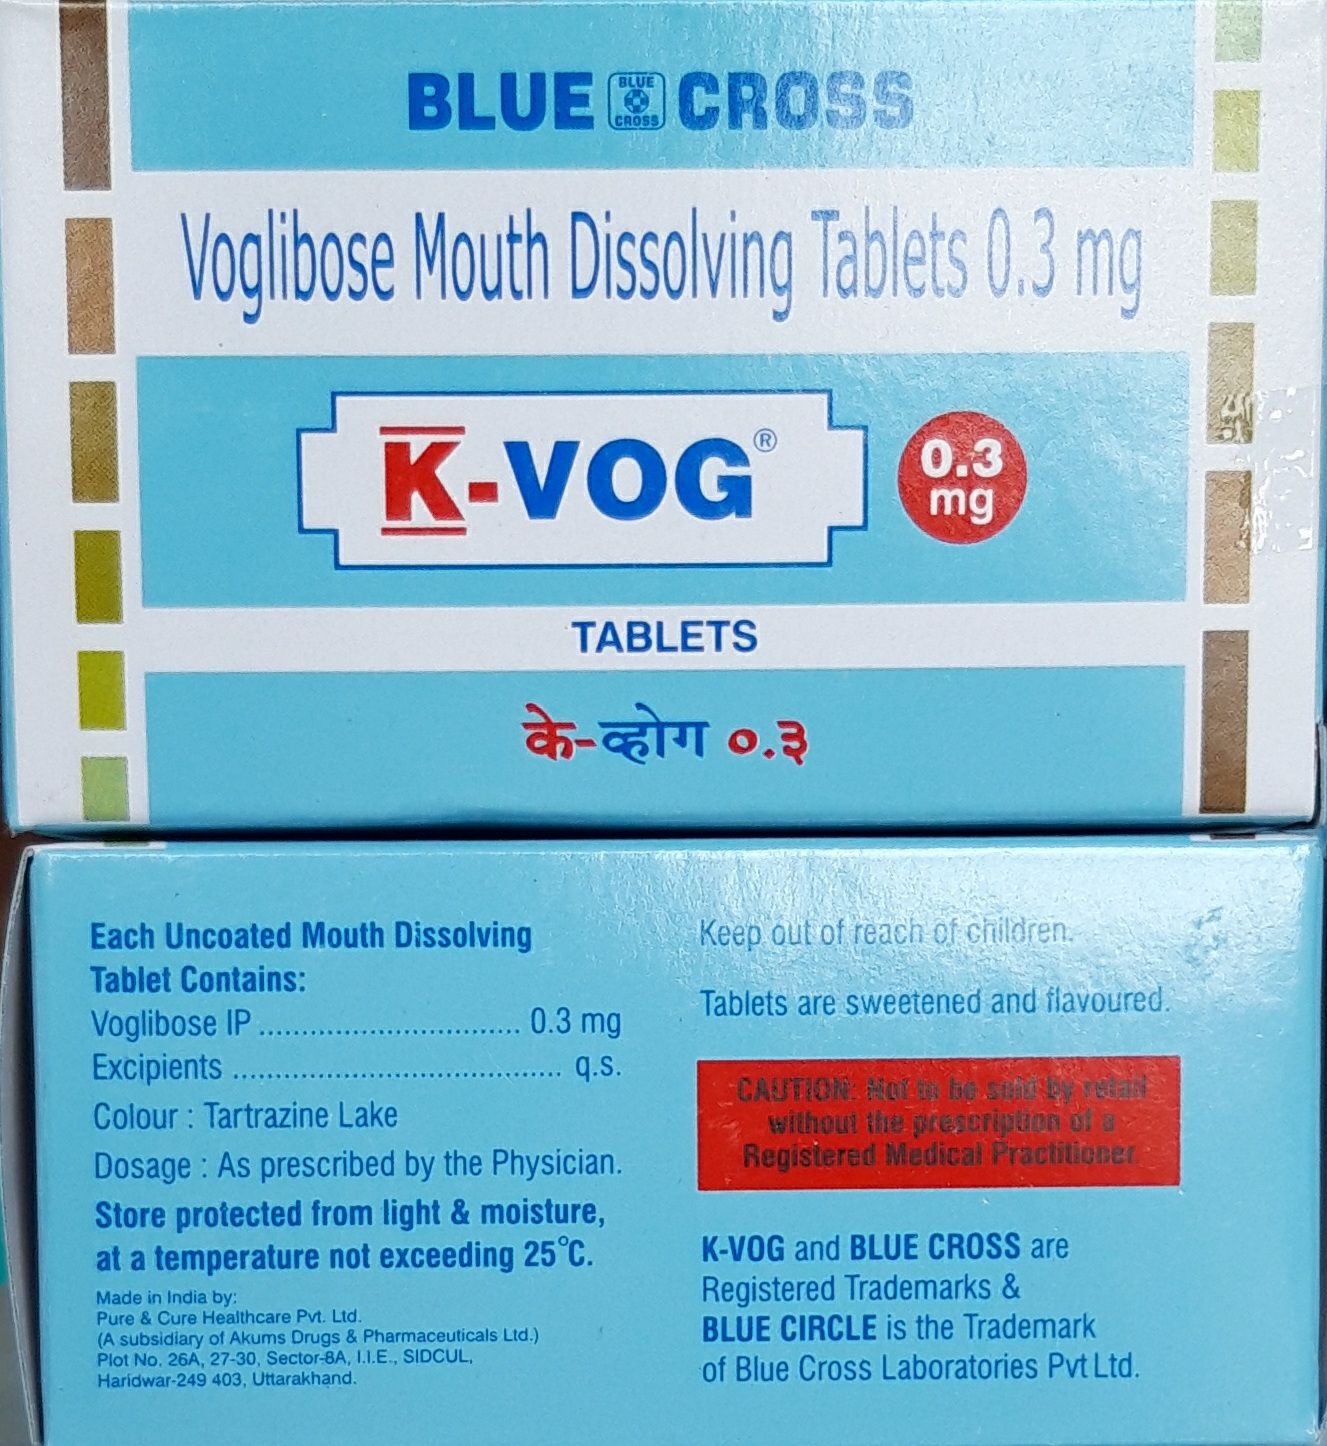 BLUE BLUE CROSS CROSS
Voglibose Mouth Dissolving Tablets 0.3 mg
K-VOG® 0.3 mg
TABLETS
के-व्होग ०.३
Each Uncoated Mouth Dissolving
Tablet Contains:
Voglibose IP .............................. 0.3 mg
Excipients ...................................... q.s.
Colour : Tartrazine Lake
Dosage : As prescribed by the Physician.
Store protected from light & moisture,
at a temperature not exceeding 25°C.
Made in India by:
Pure & Cure Healthcare Pvt. Ltd.
(A subsidiary of Akums Drugs & Pharmaceuticals Ltd.)
Plot No. 26A, 27-30, Sector-8A, I.I.E., SIDCUL,
Haridwar-249 403, Uttarakhand.
Keep out of reach of children.
Tablets are sweetened and flavoured.
CAUTION: Not to be sold by retail
without the prescription of a
Registered Medical Practitioner.
K-VOG and BLUE CROSS are
Registered Trademarks &
BLUE CIRCLE is the Trademark
of Blue Cross Laboratories Pvt Ltd.